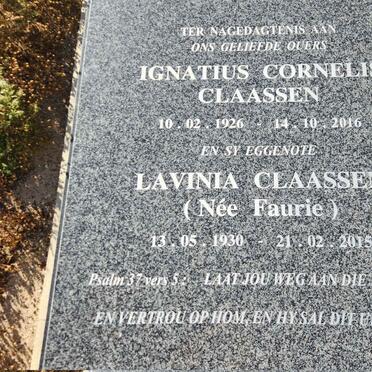 TER NAGEDAGTENIS AAN
ONS GELIEFDE OUERS
IGNATIUS CORNELIS
CLAASSEN
10 . 02 . 1926 - 14 . 10 . 2016
EN SY EGGENOTE
LAVINIA CLAASSEN
( Née Faurie )
13 . 05 . 1930 - 21 . 02 . 2015
Psalm 37 vers 5 : LAAT JOU WEG AAN DIE
EN VERTROU OP HOM, EN HY SAL DIT